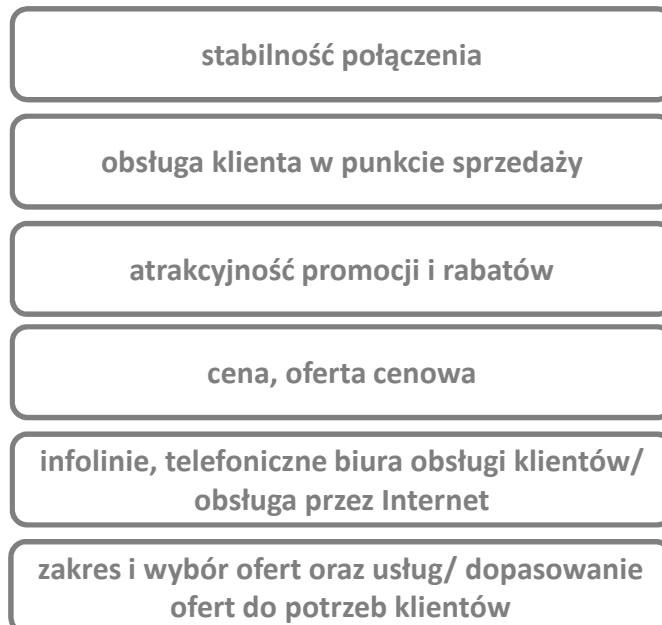 stabilność połączenia
obsługa klienta w punkcie sprzedaży
atrakcyjność promocji i rabatów
cena, oferta cenowa
infolinie, telefoniczne biura obsługi klientów/
obsługa przez Internet
zakres i wybór ofert oraz usług/ dopasowanie
ofert do potrzeb klientów